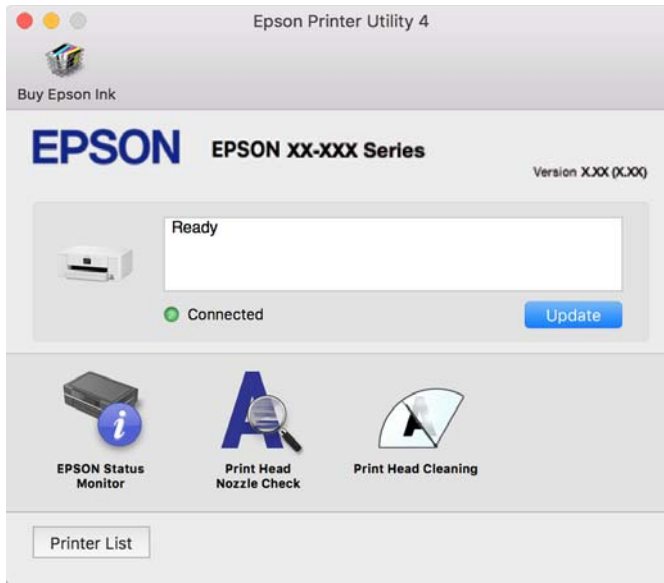 Epson Printer Utility 4
Buy Epson Ink
EPSON
EPSON XX-XXX Series
Version X.XX (X.XX)
Ready
Connected
Update
EPSON Status
Monitor
Print Head
Nozzle Check
Print Head Cleaning
Printer List